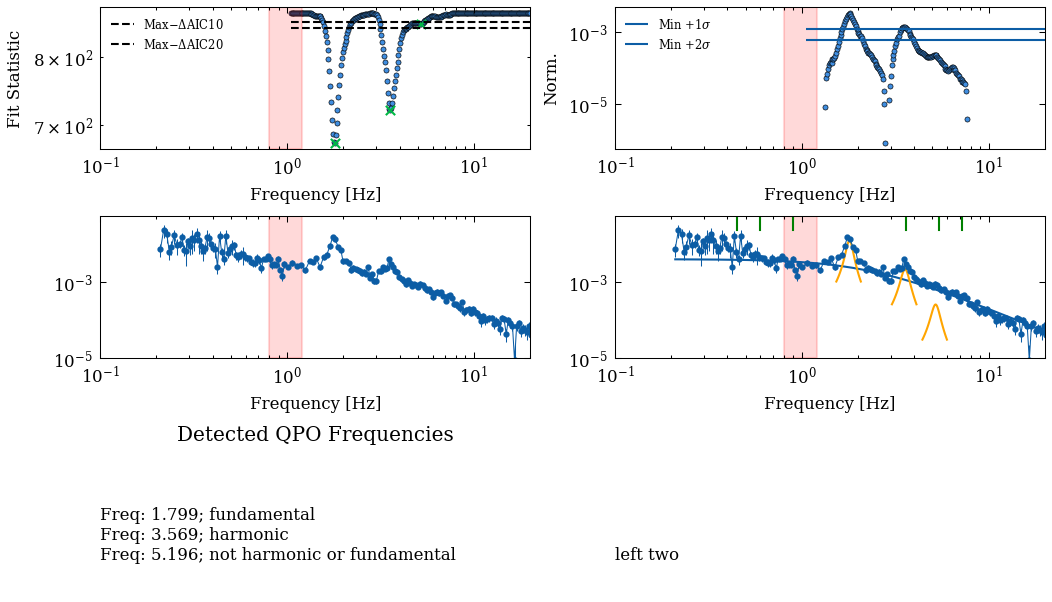 Fit Statistic
Max−ΔAIC10
Max−ΔAIC20
8 × 10²
7 × 10²
10⁻¹ 10⁰ 10¹
Frequency [Hz]
Norm.
Min +1σ
Min +2σ
10⁻³
10⁻⁵
10⁻¹ 10⁰ 10¹
Frequency [Hz]
10⁻³
10⁻⁵
10⁻¹ 10⁰ 10¹
Frequency [Hz]
10⁻³
10⁻⁵
10⁻¹ 10⁰ 10¹
Frequency [Hz]
Detected QPO Frequencies
Freq: 1.799; fundamental
Freq: 3.569; harmonic
Freq: 5.196; not harmonic or fundamental
left two